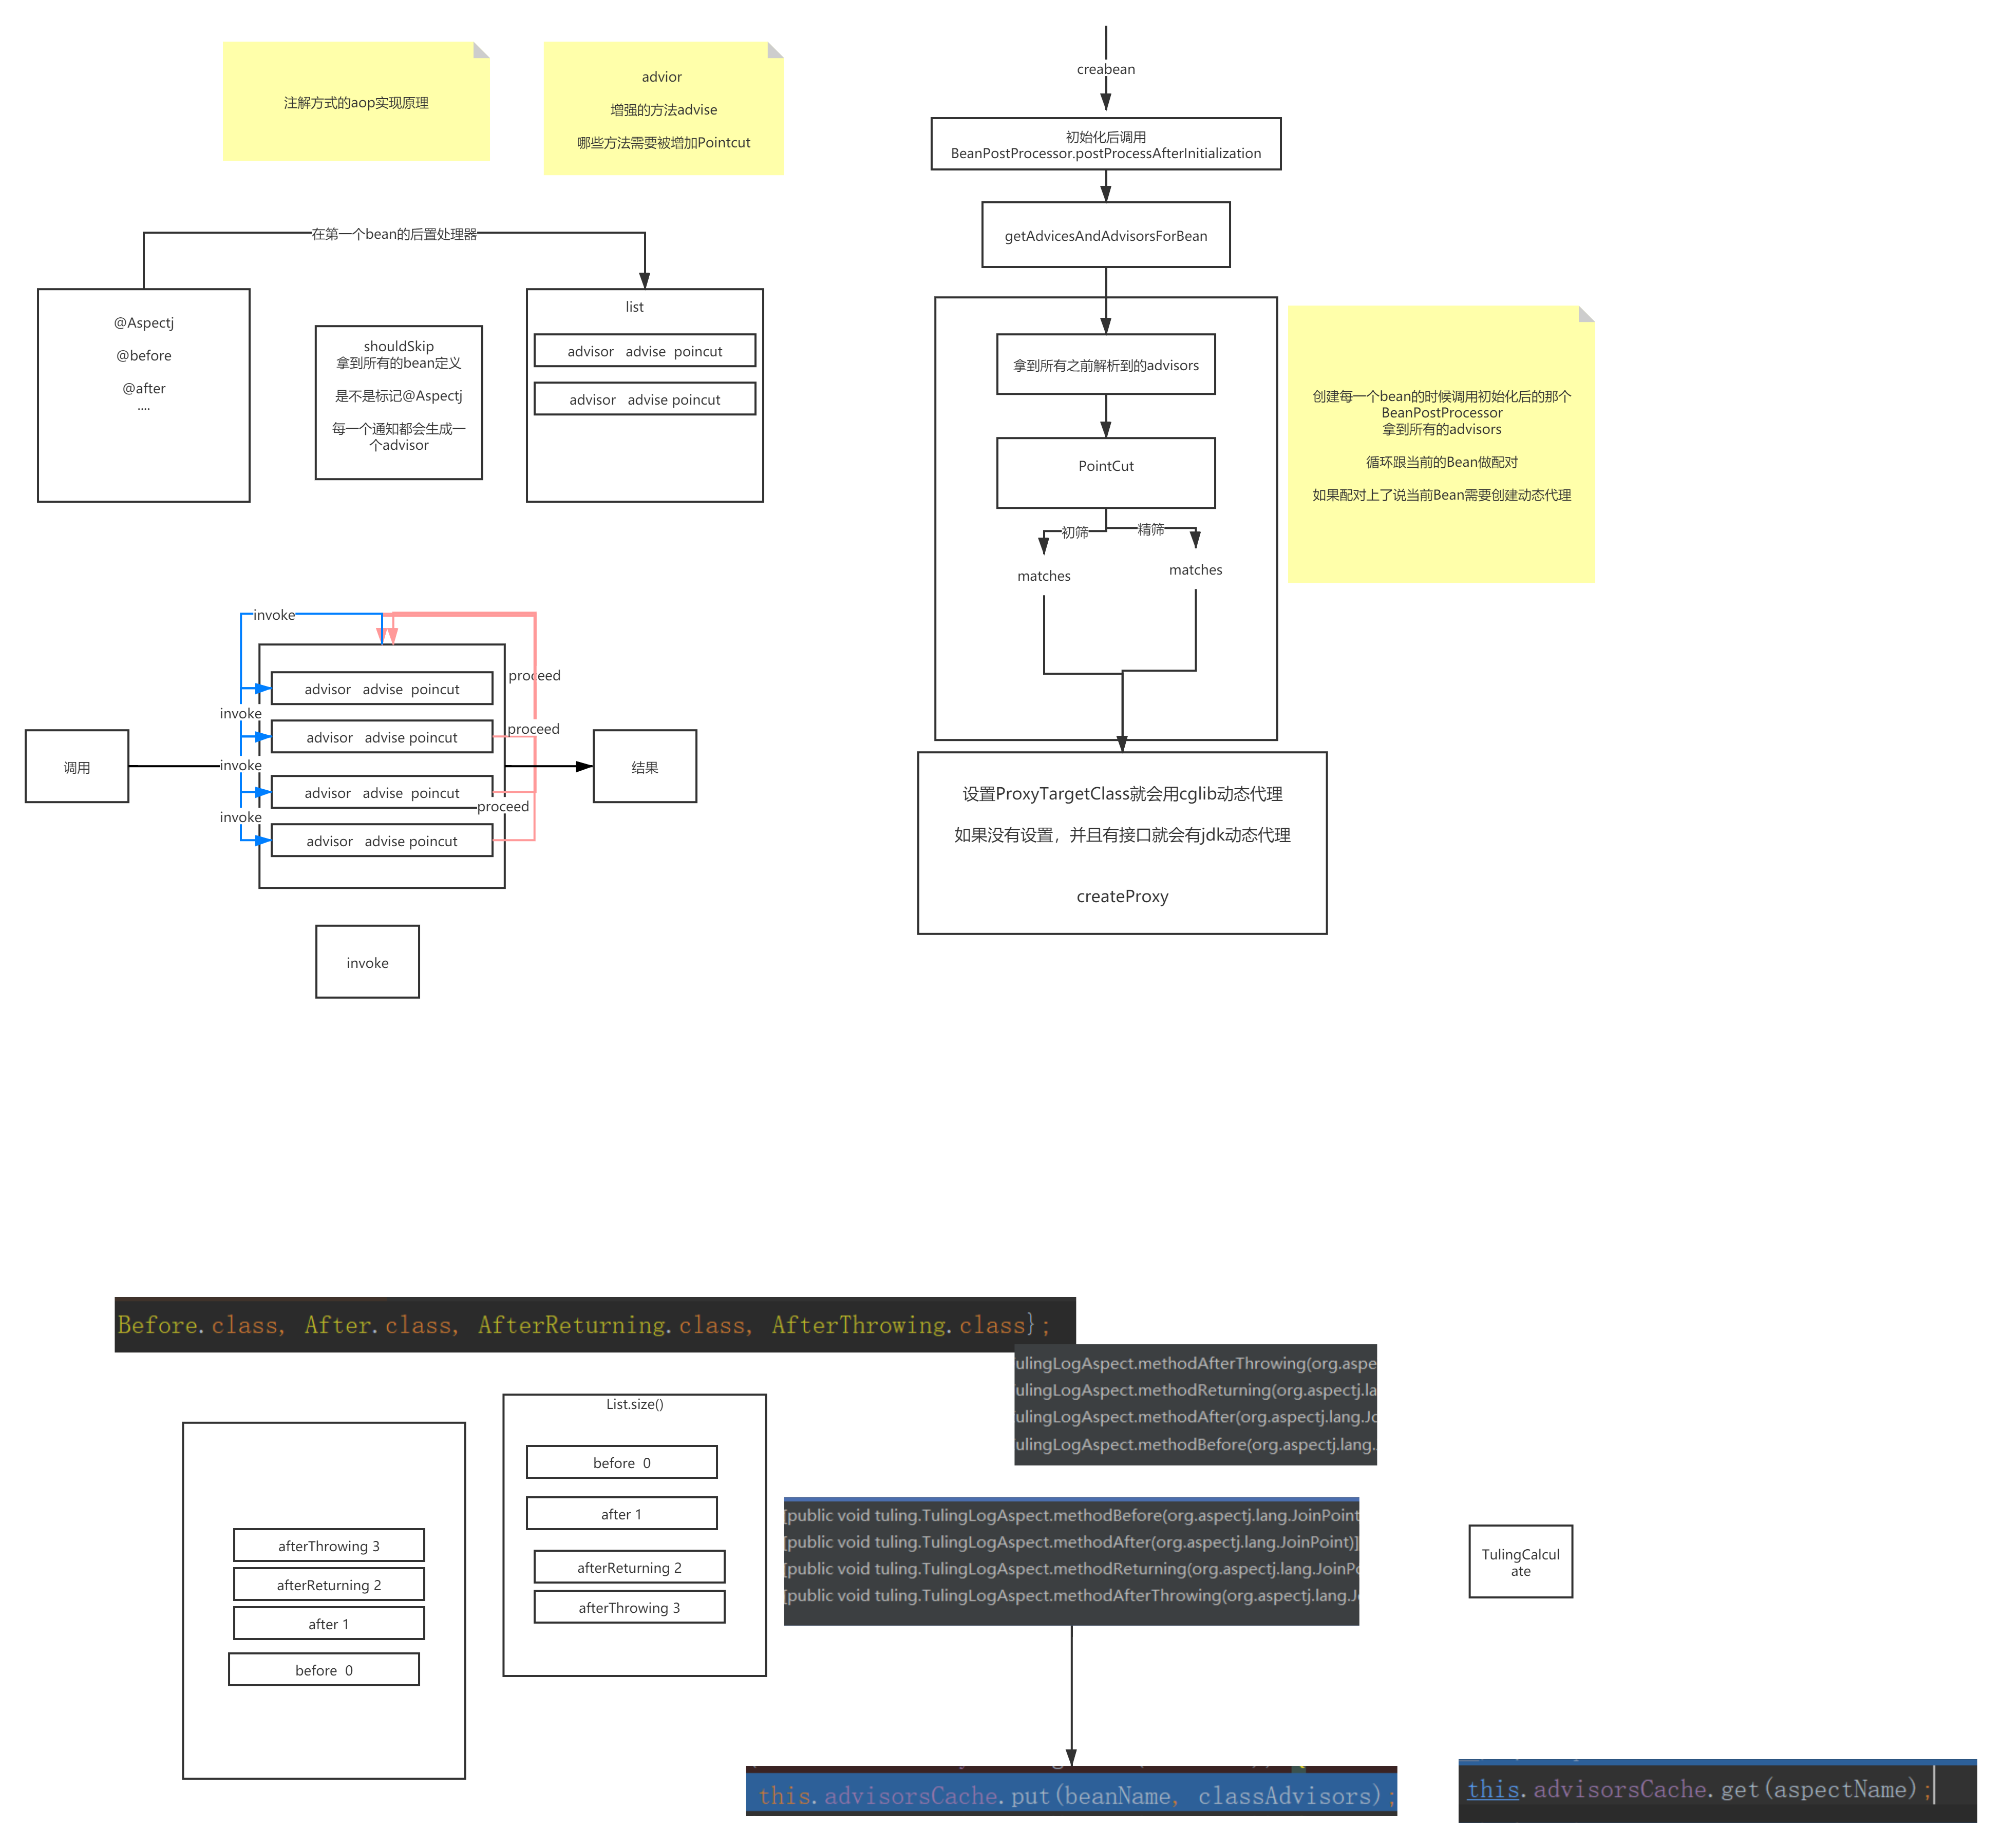 注解方式的aop实现原理
advior
增强的方法advise
哪些方法需要被增加Pointcut
在第一个bean的后置处理器
@Aspectj
@before
@after
....
shouldSkip
拿到所有的bean定义
是不是标记@Aspectj
每一个通知都会生成一
个advisor
list
advisor advise poincut
advisor advise poincut
invoke
invoke
invoke
invoke
advisor advise poincut
advisor advise poincut
advisor advise poincut
advisor advise poincut
proceed
proceed
proceed
调用
结果
invoke
creabean
初始化后调用
BeanPostProcessor.postProcessAfterInitialization
getAdvicesAndAdvisorsForBean
拿到所有之前解析到的advisors
PointCut
初筛
精筛
matches
matches
设置ProxyTargetClass就会用cglib动态代理
如果没有设置，并且有接口就会有jdk动态代理
createProxy
创建每一个bean的时候调用初始化后的那个
BeanPostProcessor
拿到所有的advisors
循环跟当前的Bean做配对
如果配对上了说当前Bean需要创建动态代理
Before.class, After.class, AfterReturning.class, AfterThrowing.class};
ulingLogAspect.methodAfterThrowing(org.aspe
ulingLogAspect.methodReturning(org.aspectj.la
ulingLogAspect.methodAfter(org.aspectj.lang.Jo
ulingLogAspect.methodBefore(org.aspectj.lang.
afterThrowing 3
afterReturning 2
after 1
before 0
List.size()
before 0
after 1
afterReturning 2
afterThrowing 3
[public void tuling.TulingLogAspect.methodBefore(org.aspectj.lang.JoinPoint
[public void tuling.TulingLogAspect.methodAfter(org.aspectj.lang.JoinPoint)]
[public void tuling.TulingLogAspect.methodReturning(org.aspectj.lang.JoinPo
[public void tuling.TulingLogAspect.methodAfterThrowing(org.aspectj.lang.J
TulingCalcul
ate
this.advisorsCache.put(beanName, classAdvisors);
this.advisorsCache.get(aspectName);